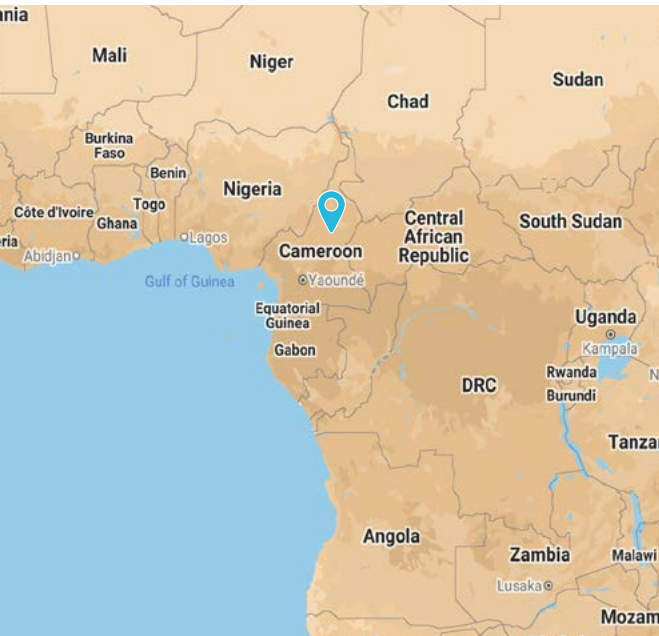 nia
Mali
Niger
Sudan
Chad
Burkina
Faso
Benin
Nigeria
Togo
Côte d'Ivoire
Ghana
Central
African
Republic
South Sudan
ria
Lagos
Abidjan
Cameroon
Gulf of Guinea
Yaoundé
Equatorial
Guinea
Uganda
Gabon
Kampala
Rwanda
N
DRC
Burundi
Tanza
Angola
Zambia
Malawi
Lusaka
Mozam